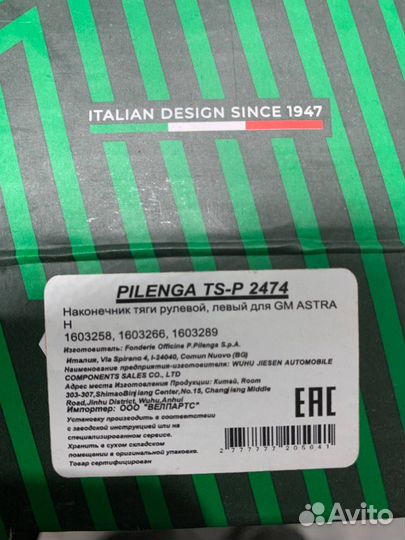 ITALIAN DESIGN SINCE 1947
PILENGA TS-P 2474
Наконечник тяги рулевой, левый для GM ASTRA
H
1603258, 1603266, 1603289
Изготовитель: Fonderie Officine P.Pilenga S.p.A.
Италия, Via Spirano 4, I-24040, Comun Nuovo (BG)
Наименование предприятия-изготовителя: WUHU JIESEN AUTOMOBILE
COMPONENTS SALES CO., LTD
Адрес места Изготовления Продукции: Китай, Room
303-307,ShimaoBinjiang Center,No.15, Changjiang Middle
Road,Jinhu District, Wuhu,Anhui
Импортер: ООО "ВЕЛПАРТС"
Установку производить в соответствии
с заводской инструкцией или на
специализированном сервисе.
Хранить в сухом складском
помещении в оригинальной упаковке.
Товар сертифицирован
EAC
2 777777 205041
Avito